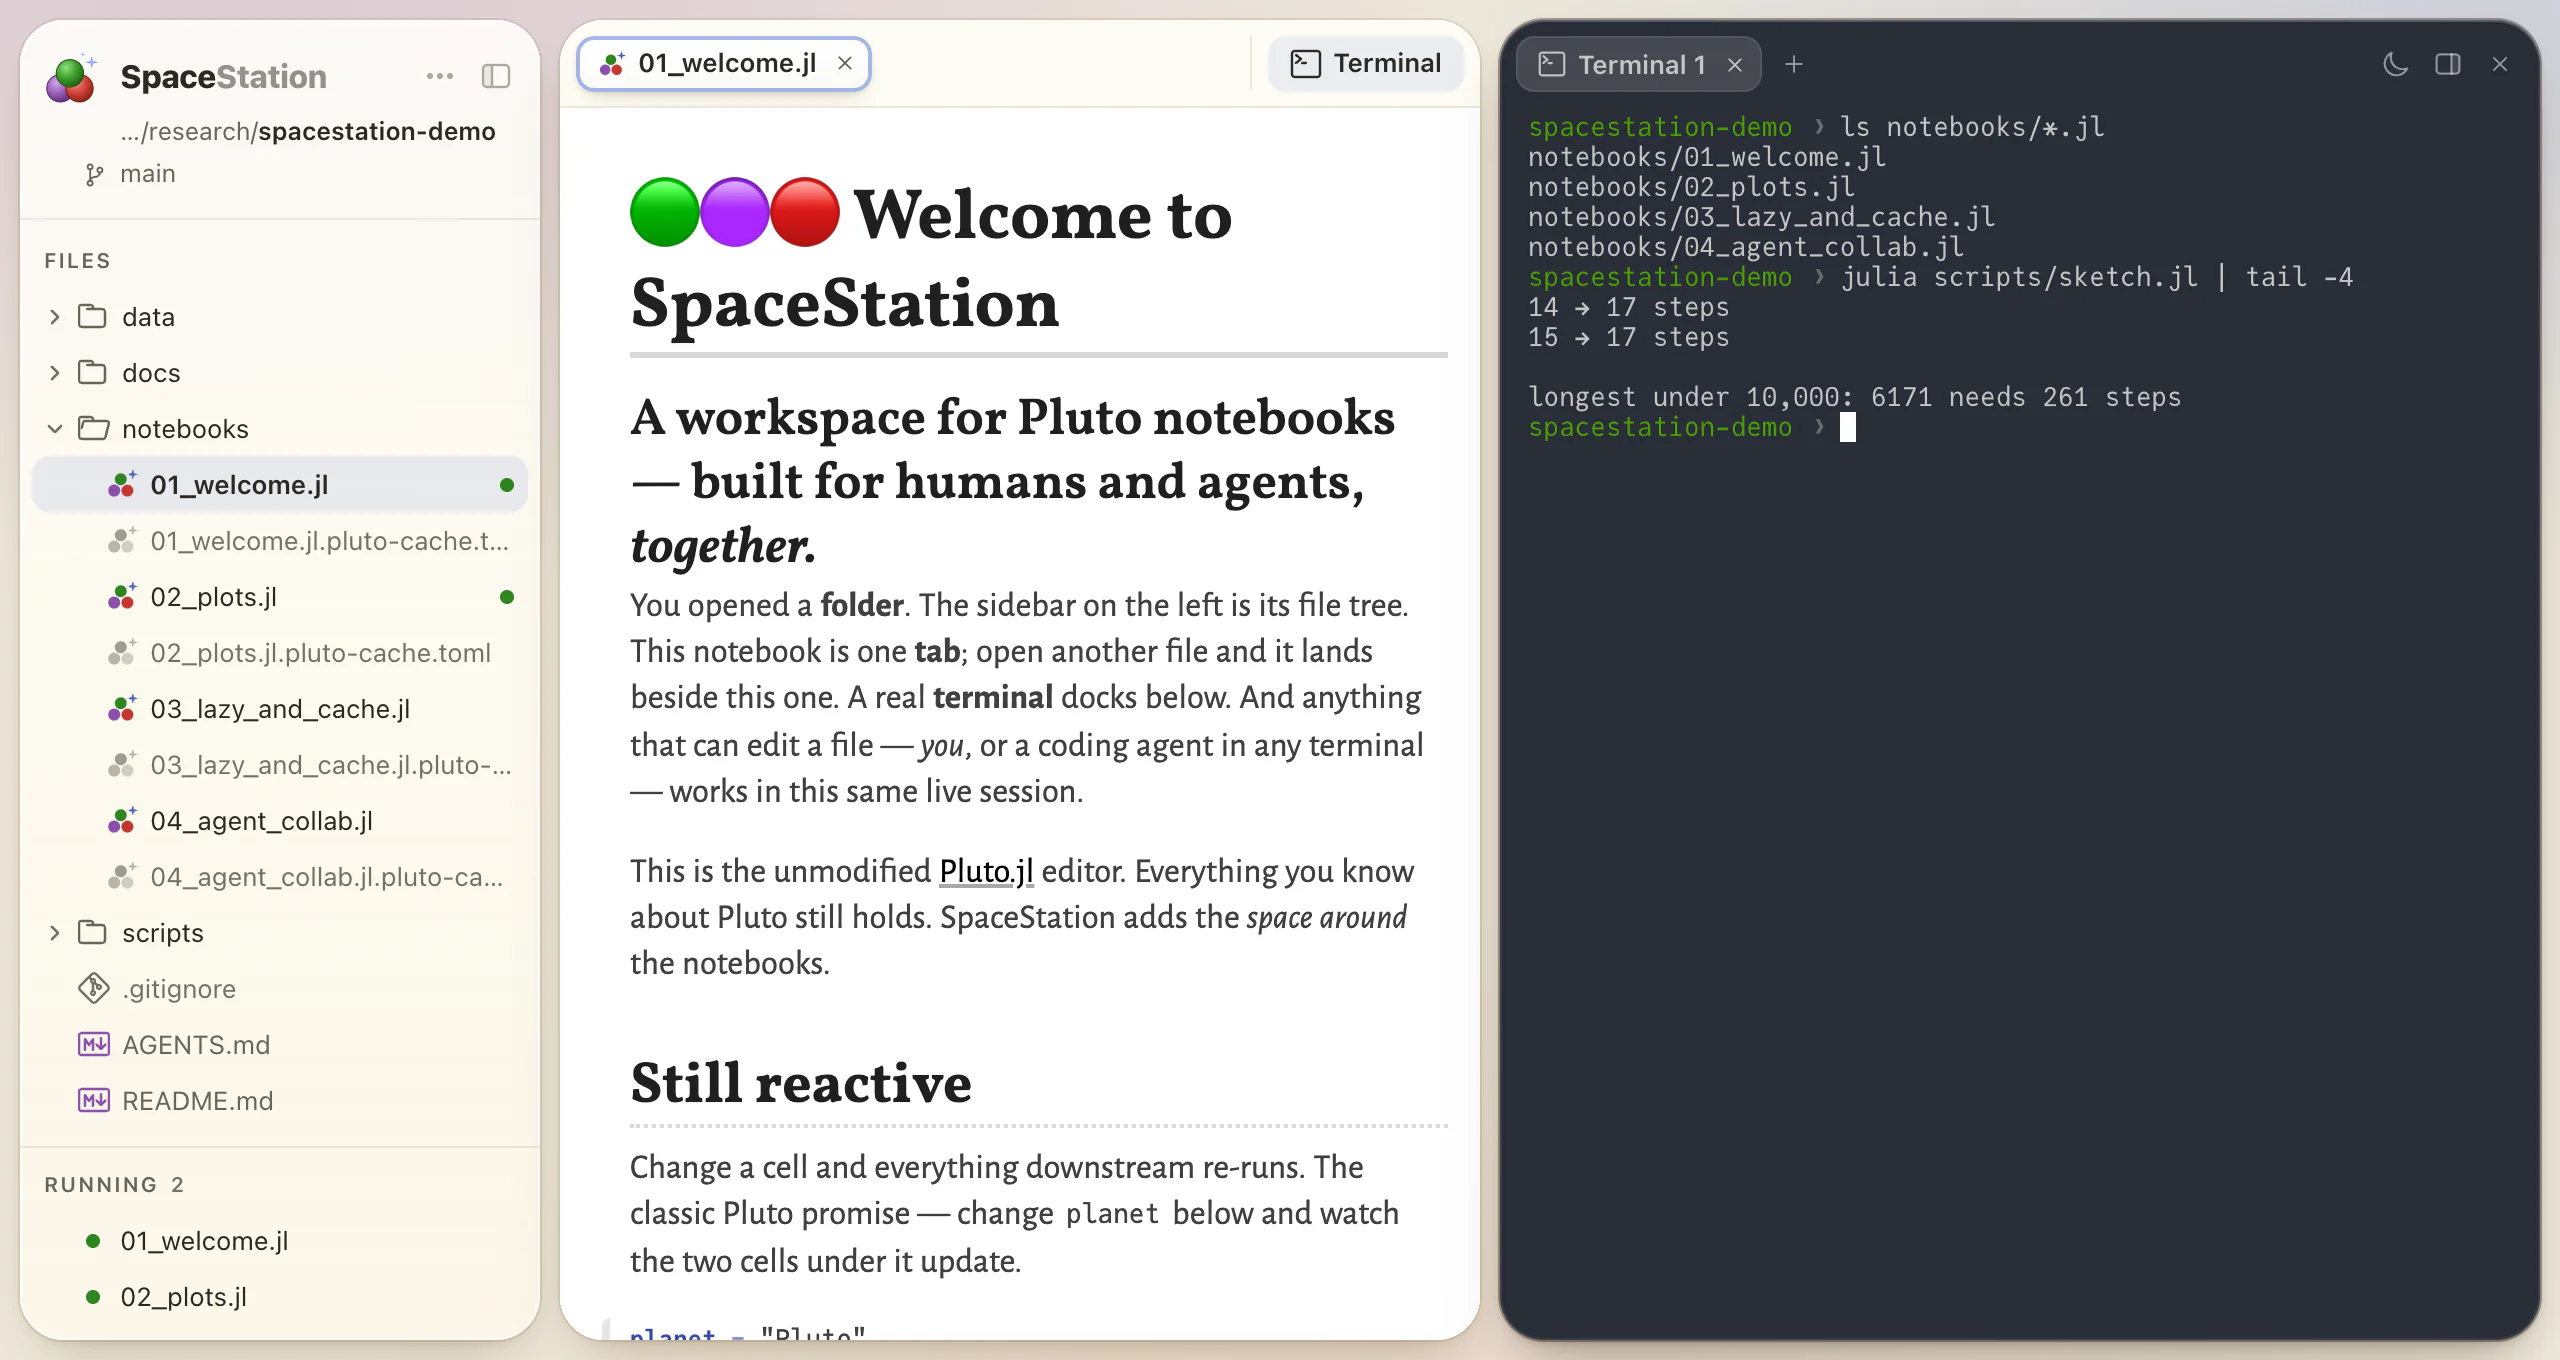 SpaceStation
.../research/spacestation-demo
main
FILES
data
docs
notebooks
01_welcome.jl
01_welcome.jl.pluto-cache.t...
02_plots.jl
02_plots.jl.pluto-cache.toml
03_lazy_and_cache.jl
03_lazy_and_cache.jl.pluto-...
04_agent_collab.jl
04_agent_collab.jl.pluto-ca...
scripts
.gitignore
AGENTS.md
README.md
RUNNING 2
01_welcome.jl
02_plots.jl
01_welcome.jl
Terminal
Welcome to
SpaceStation
A workspace for Pluto notebooks
— built for humans and agents,
together.
You opened a folder. The sidebar on the left is its file tree.
This notebook is one tab; open another file and it lands
beside this one. A real terminal docks below. And anything
that can edit a file — you, or a coding agent in any terminal
— works in this same live session.
This is the unmodified Pluto.jl editor. Everything you know
about Pluto still holds. SpaceStation adds the space around
the notebooks.
Still reactive
Change a cell and everything downstream re-runs. The
classic Pluto promise — change planet below and watch
the two cells under it update.
planet = "Pluto"
Terminal 1
spacestation-demo › ls notebooks/*.jl
notebooks/01_welcome.jl
notebooks/02_plots.jl
notebooks/03_lazy_and_cache.jl
notebooks/04_agent_collab.jl
spacestation-demo › julia scripts/sketch.jl | tail -4
14 → 17 steps
15 → 17 steps
longest under 10,000: 6171 needs 261 steps
spacestation-demo ›